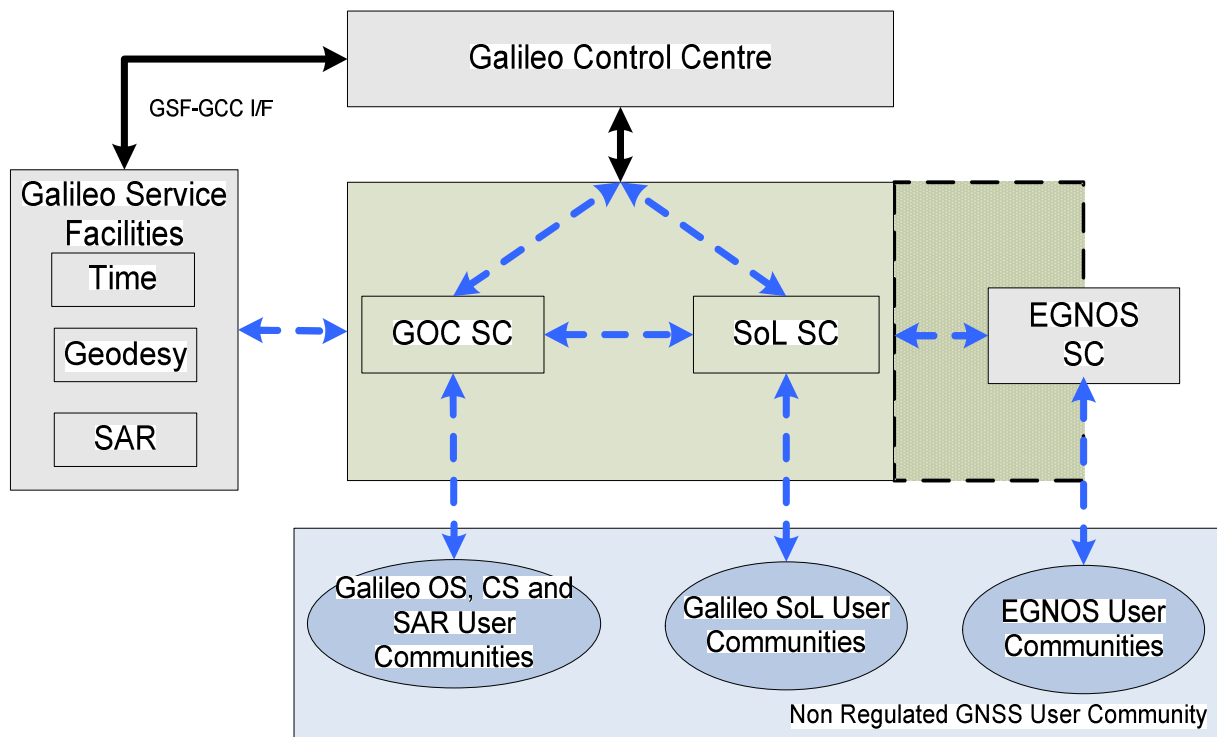 Galileo Control Centre
GSF-GCC I/F
Galileo Service
Facilities
Time
Geodesy
SAR
GOC SC
SoL SC
EGNOS
SC
Galileo OS, CS and
SAR User
Communities
Galileo SoL User
Communities
EGNOS User
Communities
Non Regulated GNSS User Community